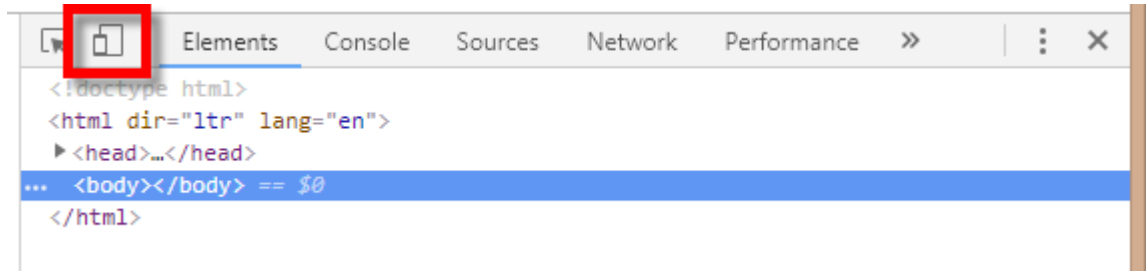 Elements Console Sources Network Performance »
<!doctype html>
<html dir="ltr" lang="en">
<head>…</head>
... <body></body> == $0
</html>